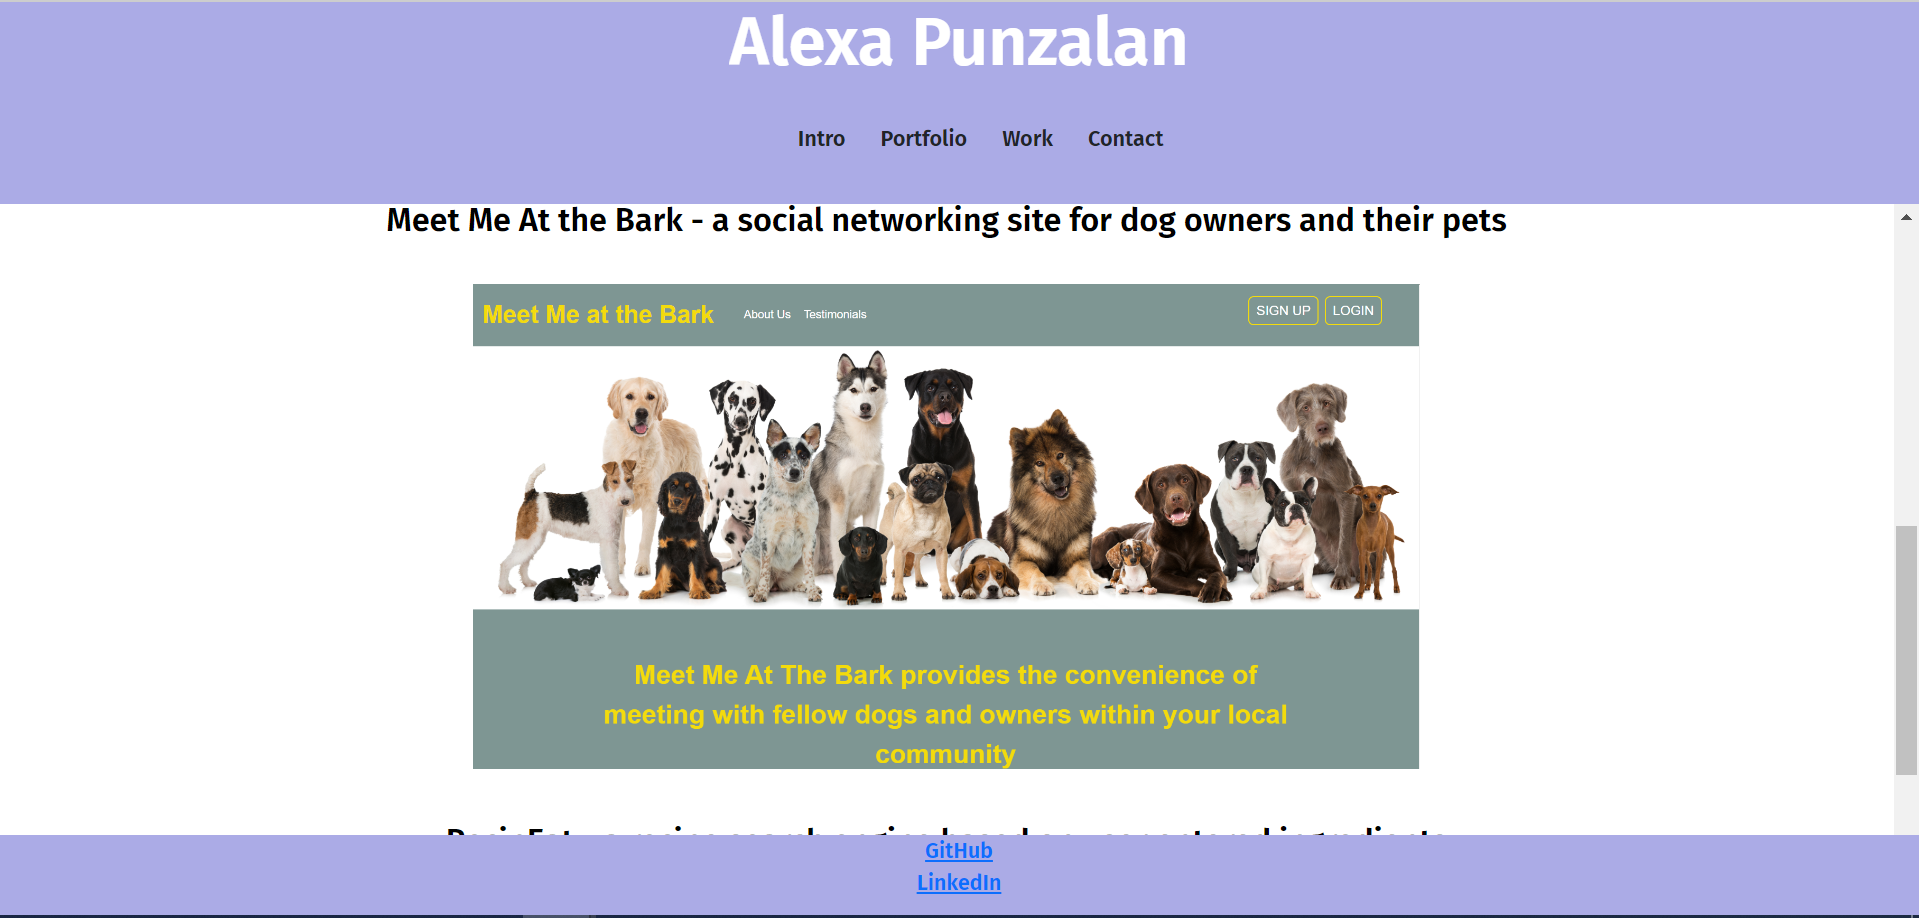 Alexa Punzalan
Intro Portfolio Work Contact
Meet Me At the Bark - a social networking site for dog owners and their pets
Meet Me at the Bark About Us Testimonials SIGN UP LOGIN
Meet Me At The Bark provides the convenience of
meeting with fellow dogs and owners within your local
community
GitHub
LinkedIn